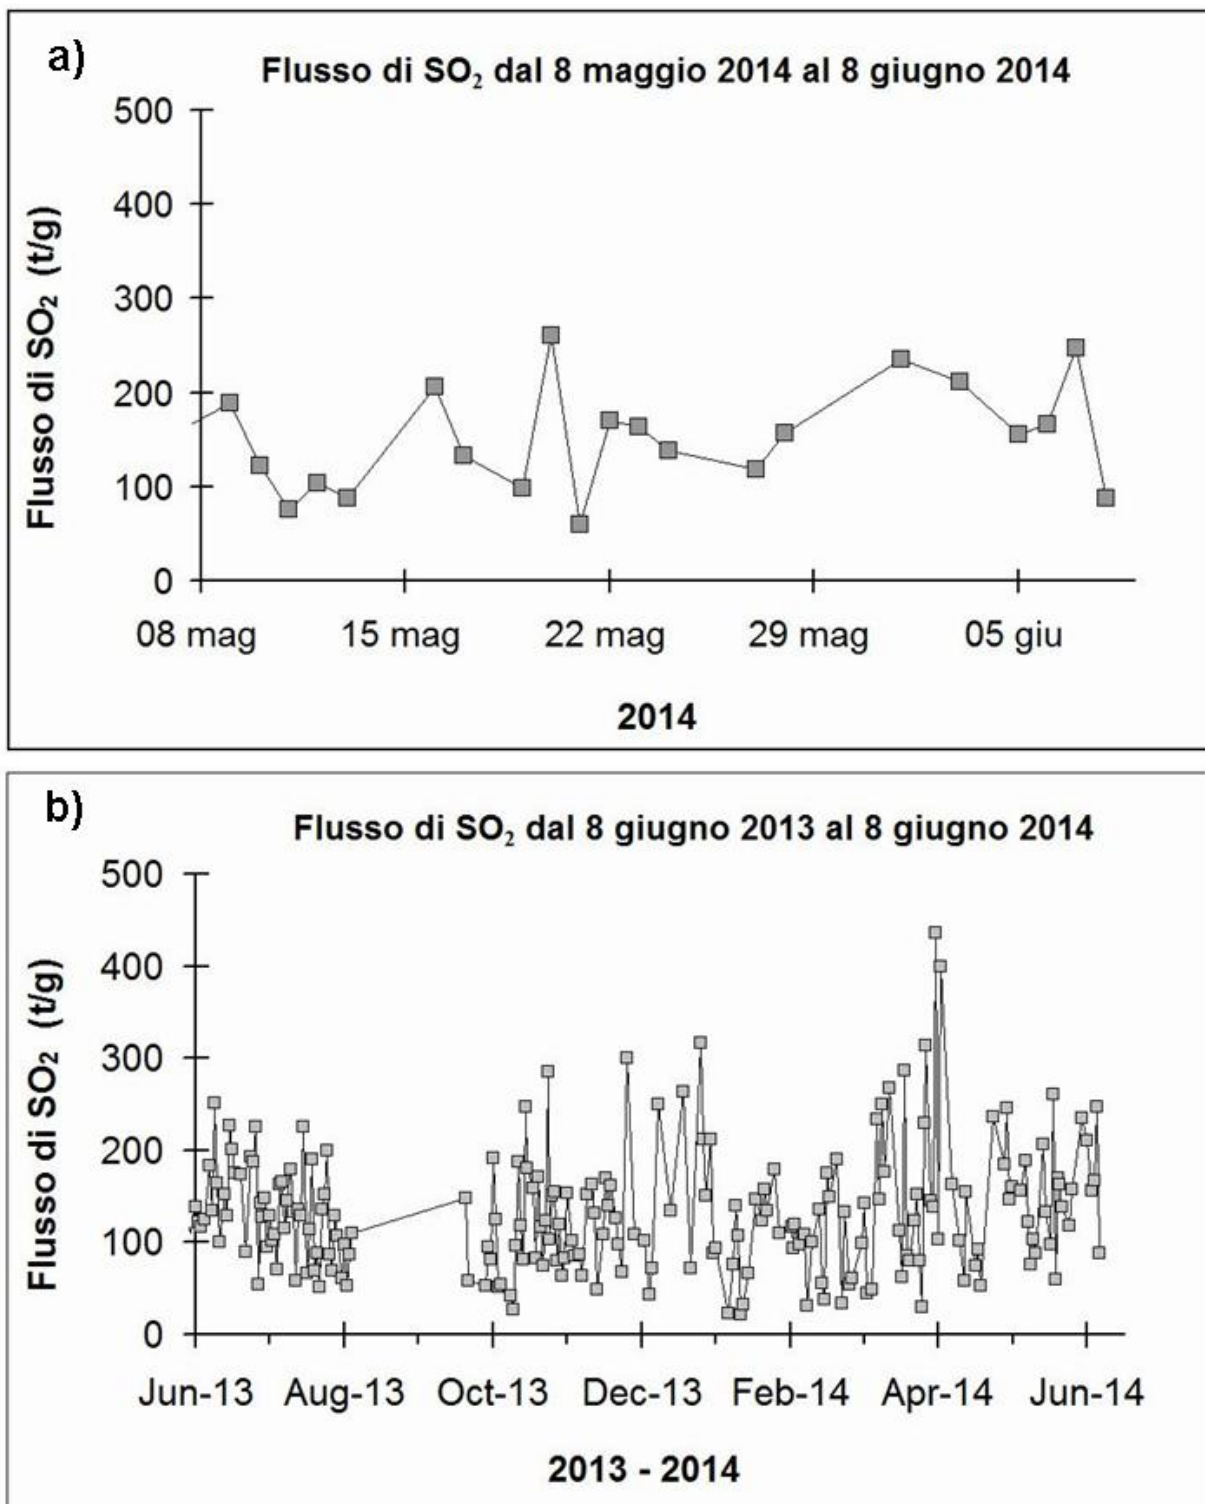 a)
Flusso di SO₂ dal 8 maggio 2014 al 8 giugno 2014
Flusso di SO₂ (t/g)
500
400
300
200
100
0
08 mag 15 mag 22 mag 29 mag 05 giu
2014
b)
Flusso di SO₂ dal 8 giugno 2013 al 8 giugno 2014
Flusso di SO₂ (t/g)
500
400
300
200
100
0
Jun-13 Aug-13 Oct-13 Dec-13 Feb-14 Apr-14 Jun-14
2013 - 2014